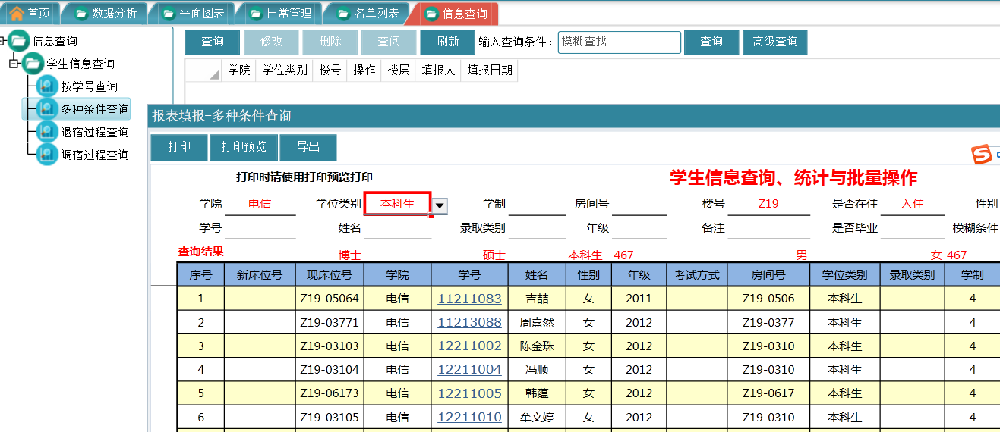 首页 数据分析 平面图表 日常管理 名单列表 信息查询
信息查询
学生信息查询
按学号查询
多种条件查询
退宿过程查询
调宿过程查询
查询 修改 删除 查阅 刷新 输入查询条件： 模糊查找 查询 高级查询
学院 学位类别 楼号 操作 楼层 填报人 填报日期
报表填报-多种条件查询
打印 打印预览 导出
打印时请使用打印预览打印 学生信息查询、统计与批量操作
学院 电信 学位类别 本科生 学制 房间号 楼号 Z19 是否在住 入住 性别
学号 姓名 录取类别 年级 备注 是否毕业 模糊条件
查询结果 博士 硕士 本科生 467 男 女 467
序号 新床位号 现床位号 学院 学号 姓名 性别 年级 考试方式 房间号 学位类别 录取类别 学制
1 Z19-05064 电信 11211083 吉喆 女 2011 Z19-0506 本科生 4
2 Z19-03771 电信 11213088 周熹然 女 2012 Z19-0377 本科生 4
3 Z19-03103 电信 12211002 陈金珠 女 2012 Z19-0310 本科生 4
4 Z19-03104 电信 12211004 冯顺 女 2012 Z19-0310 本科生 4
5 Z19-06173 电信 12211005 韩蕴 女 2012 Z19-0617 本科生 4
6 Z19-03105 电信 12211010 牟文婷 女 2012 Z19-0310 本科生 4